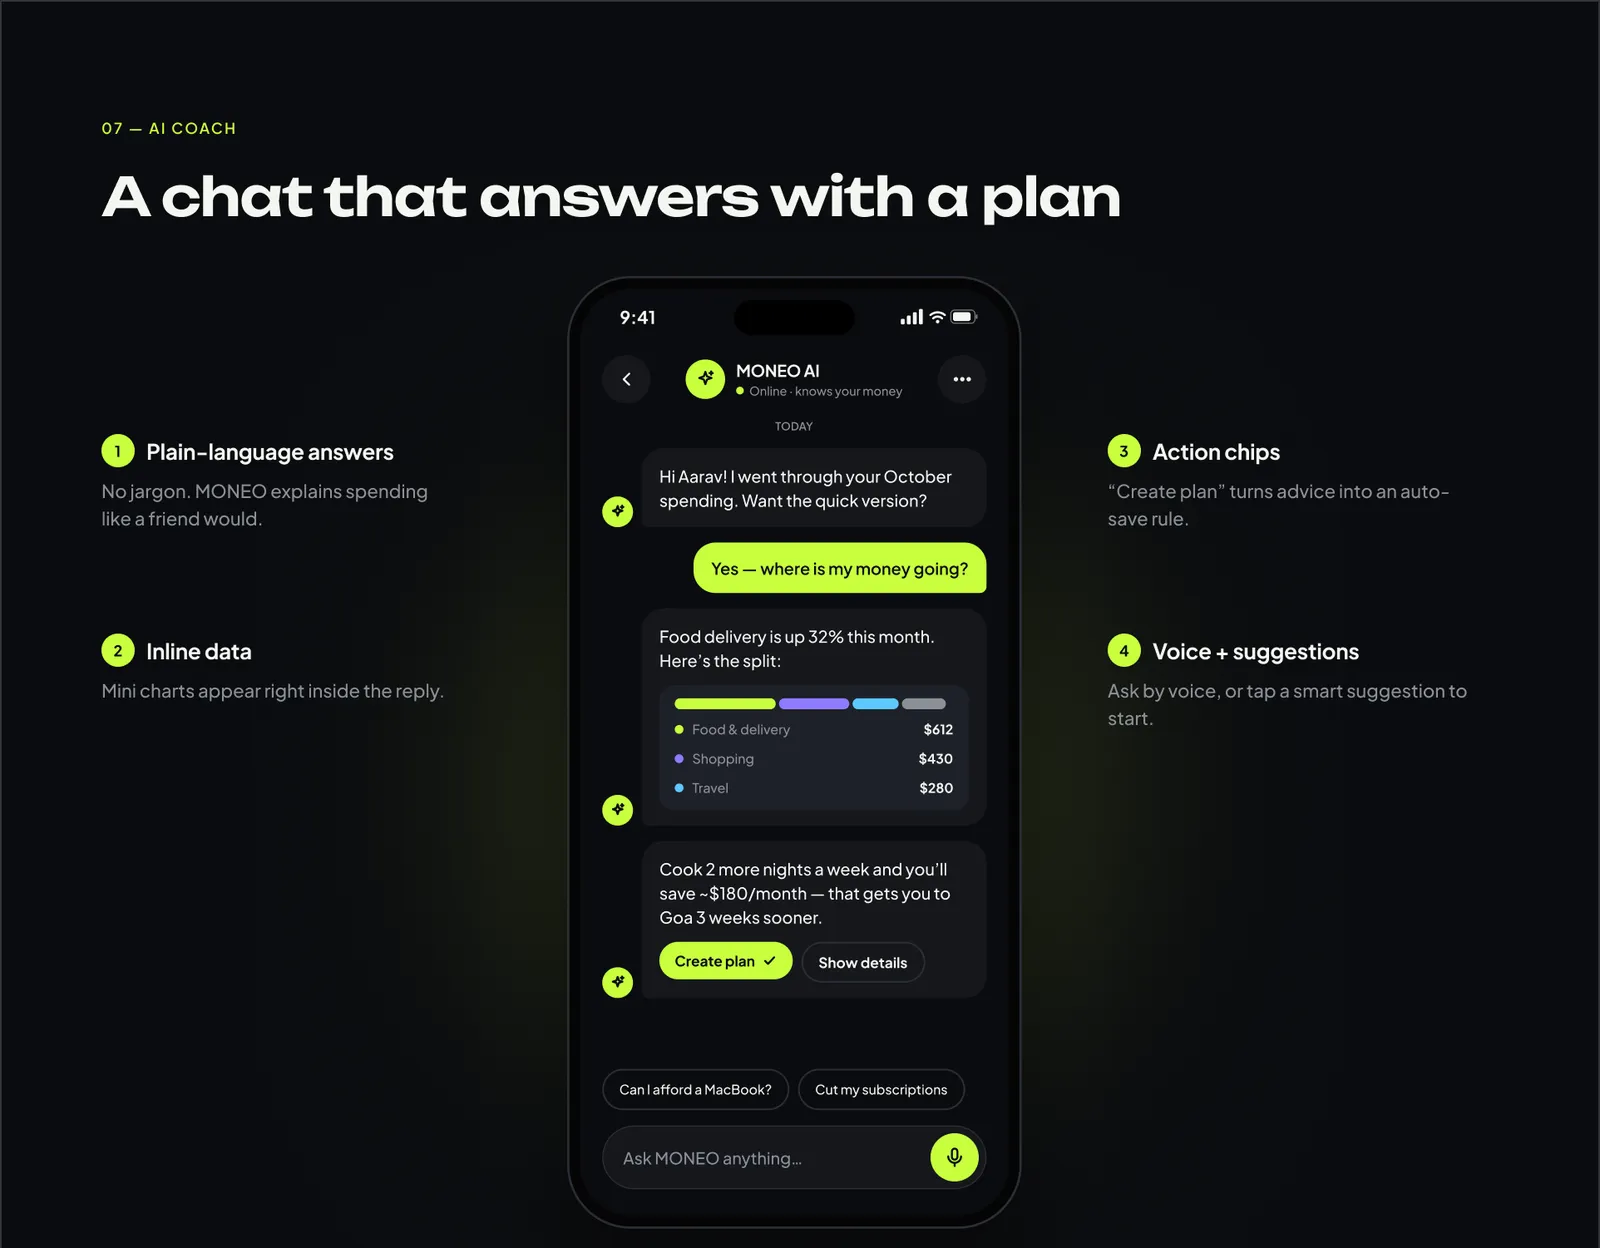 07 — AI COACH
A chat that answers with a plan
1 Plain-language answers
No jargon. MONEO explains spending
like a friend would.
2 Inline data
Mini charts appear right inside the reply.
9:41
MONEO AI
Online · knows your money
TODAY
Hi Aarav! I went through your October
spending. Want the quick version?
Yes — where is my money going?
Food delivery is up 32% this month.
Here’s the split:
Food & delivery $612
Shopping $430
Travel $280
Cook 2 more nights a week and you’ll
save ~$180/month — that gets you to
Goa 3 weeks sooner.
Create plan ✓ Show details
Can I afford a MacBook? Cut my subscriptions
Ask MONEO anything…
3 Action chips
“Create plan” turns advice into an auto-
save rule.
4 Voice + suggestions
Ask by voice, or tap a smart suggestion to
start.